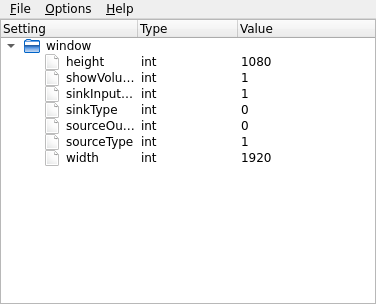 File Options Help
Setting Type Value
window
height int 1080
showVolu... int 1
sinkInput... int 1
sinkType int 0
sourceOu... int 0
sourceType int 1
width int 1920